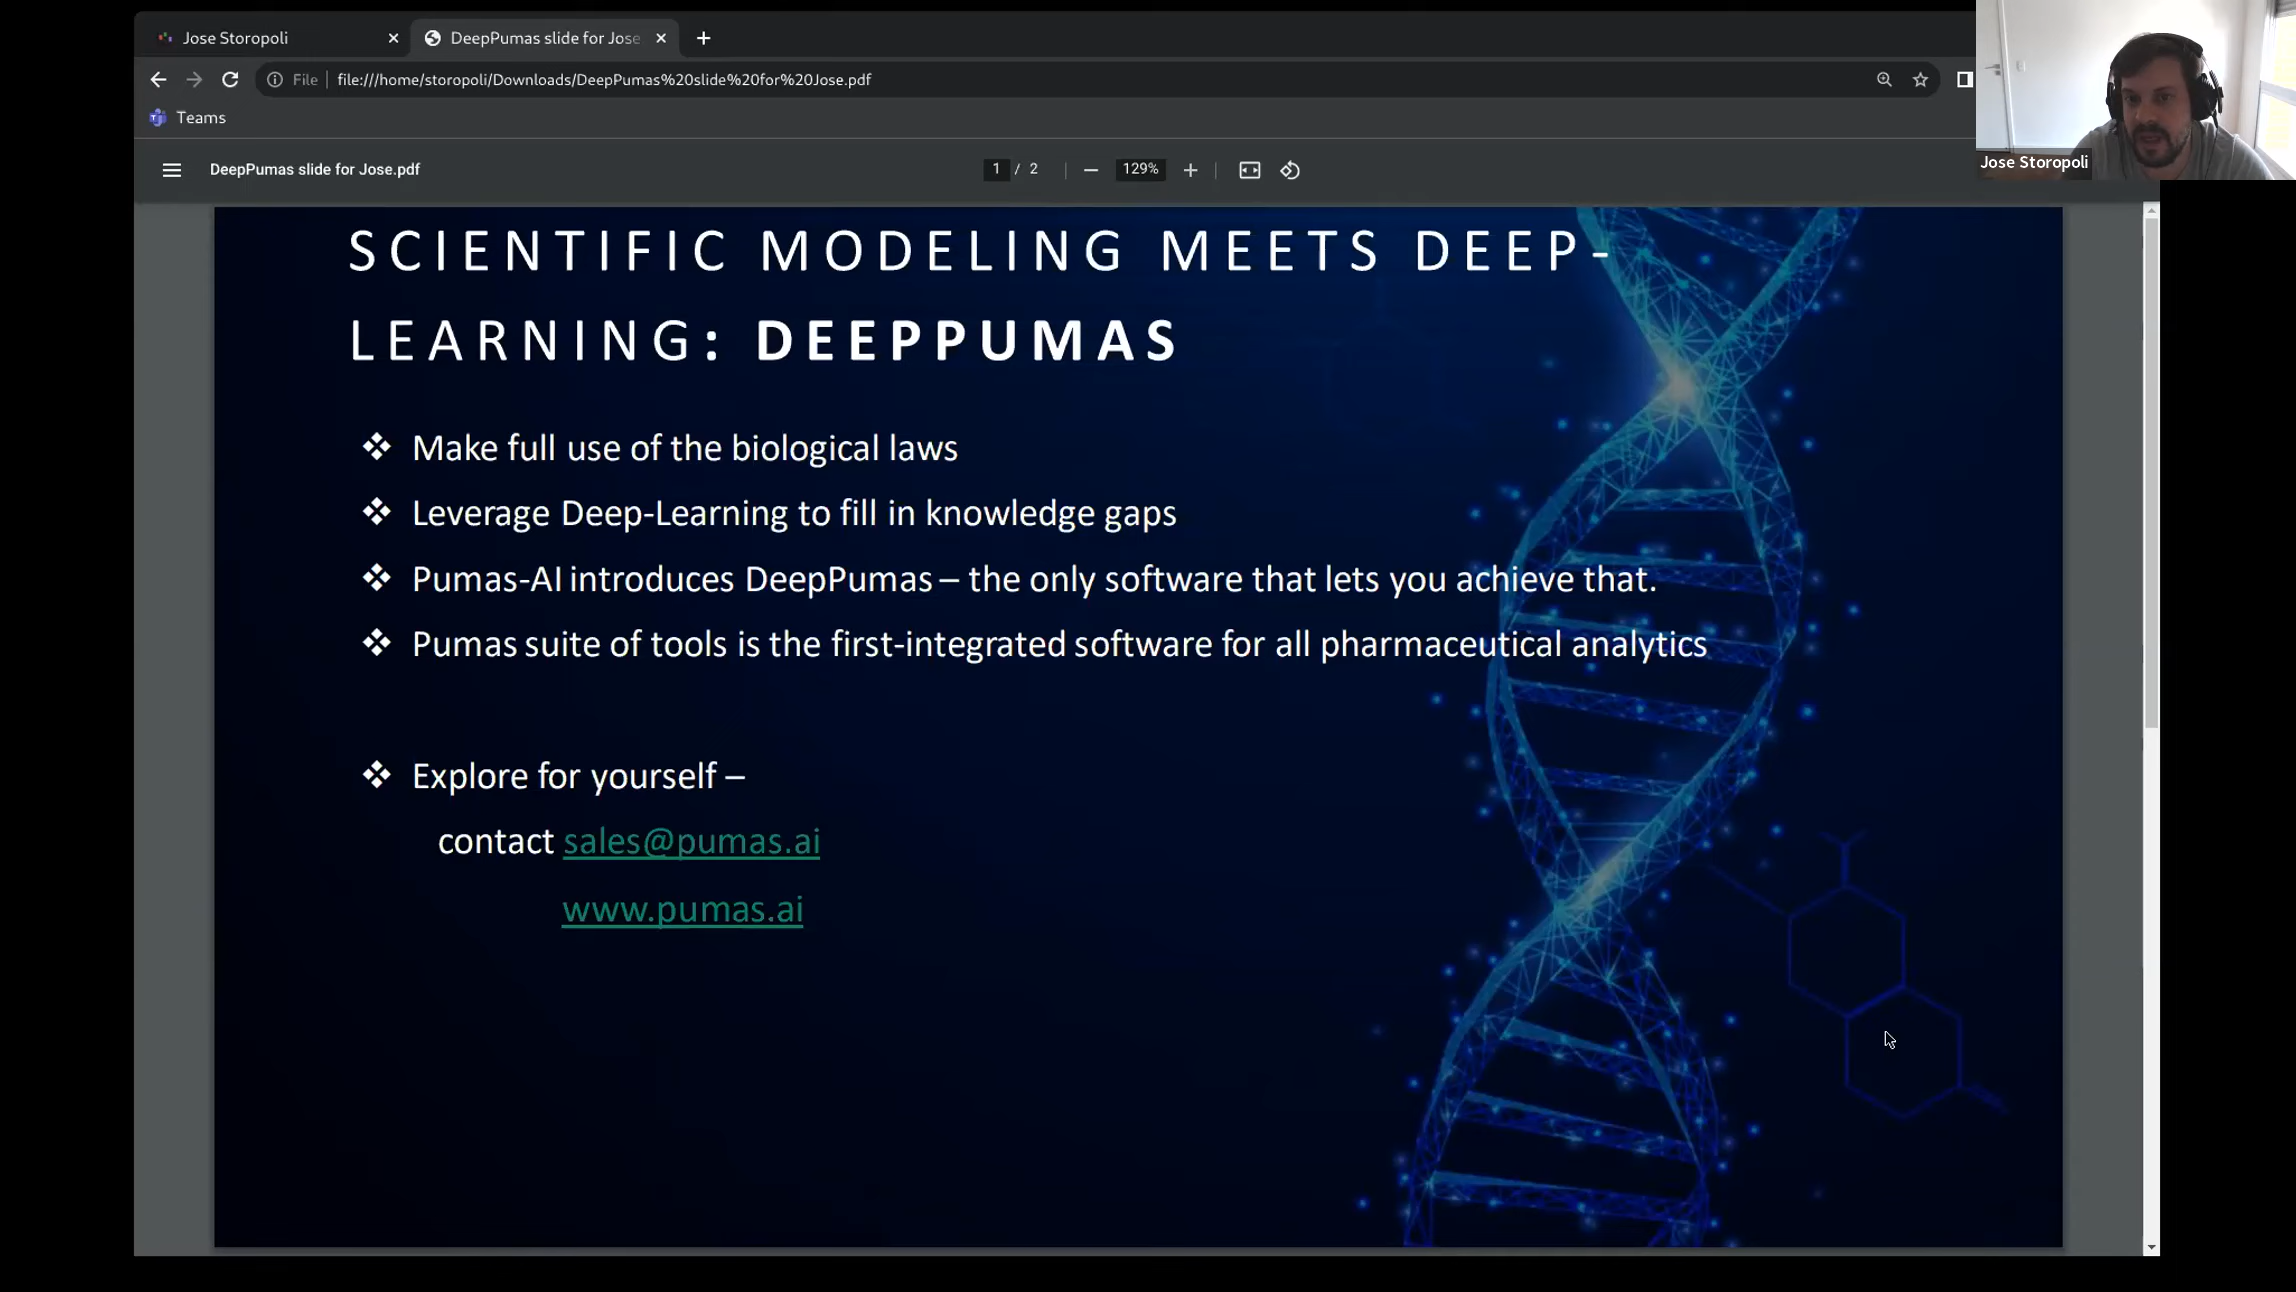 Jose Storopoli
DeepPumas slide for Jose
File
file:///home/storopoli/Downloads/DeepPumas%20slide%20for%20Jose.pdf
Teams
Jose Storopoli
DeepPumas slide for Jose.pdf
1 / 2
129%
SCIENTIFIC MODELING MEETS DEEP-
LEARNING: DEEPPUMAS
❖ Make full use of the biological laws
❖ Leverage Deep-Learning to fill in knowledge gaps
❖ Pumas-AI introduces DeepPumas – the only software that lets you achieve that.
❖ Pumas suite of tools is the first-integrated software for all pharmaceutical analytics
❖ Explore for yourself –
contact sales@pumas.ai
www.pumas.ai